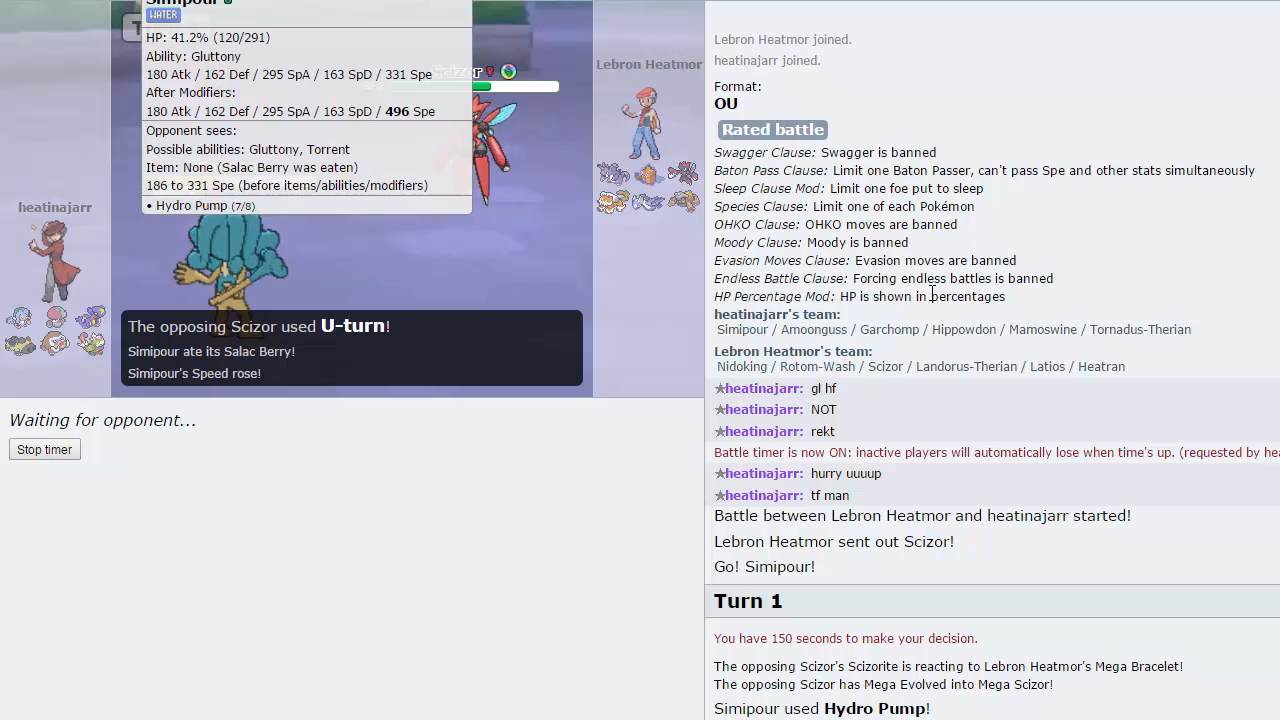 Simipour
WATER
HP: 41.2% (120/291)
Ability: Gluttony
180 Atk / 162 Def / 295 SpA / 163 SpD / 331 Spe
After Modifiers:
180 Atk / 162 Def / 295 SpA / 163 SpD / 496 Spe
Opponent sees:
Possible abilities: Gluttony, Torrent
Item: None (Salac Berry was eaten)
186 to 331 Spe (before items/abilities/modifiers)
• Hydro Pump (7/8)
Scizor
heatinajarr
Lebron Heatmor
The opposing Scizor used U-turn!
Simipour ate its Salac Berry!
Simipour's Speed rose!
Waiting for opponent...
Stop timer
Lebron Heatmor joined.
heatinajarr joined.
Format:
OU
Rated battle
Swagger Clause: Swagger is banned
Baton Pass Clause: Limit one Baton Passer, can't pass Spe and other stats simultaneously
Sleep Clause Mod: Limit one foe put to sleep
Species Clause: Limit one of each Pokémon
OHKO Clause: OHKO moves are banned
Moody Clause: Moody is banned
Evasion Moves Clause: Evasion moves are banned
Endless Battle Clause: Forcing endless battles is banned
HP Percentage Mod: HP is shown in percentages
heatinajarr's team:
Simipour / Amoonguss / Garchomp / Hippowdon / Mamoswine / Tornadus-Therian
Lebron Heatmor's team:
Nidoking / Rotom-Wash / Scizor / Landorus-Therian / Latios / Heatran
☆heatinajarr: gl hf
☆heatinajarr: NOT
☆heatinajarr: rekt
Battle timer is now ON: inactive players will automatically lose when time's up. (requested by hea
☆heatinajarr: hurry uuuup
☆heatinajarr: tf man
Battle between Lebron Heatmor and heatinajarr started!
Lebron Heatmor sent out Scizor!
Go! Simipour!
Turn 1
You have 150 seconds to make your decision.
The opposing Scizor's Scizorite is reacting to Lebron Heatmor's Mega Bracelet!
The opposing Scizor has Mega Evolved into Mega Scizor!
Simipour used Hydro Pump!